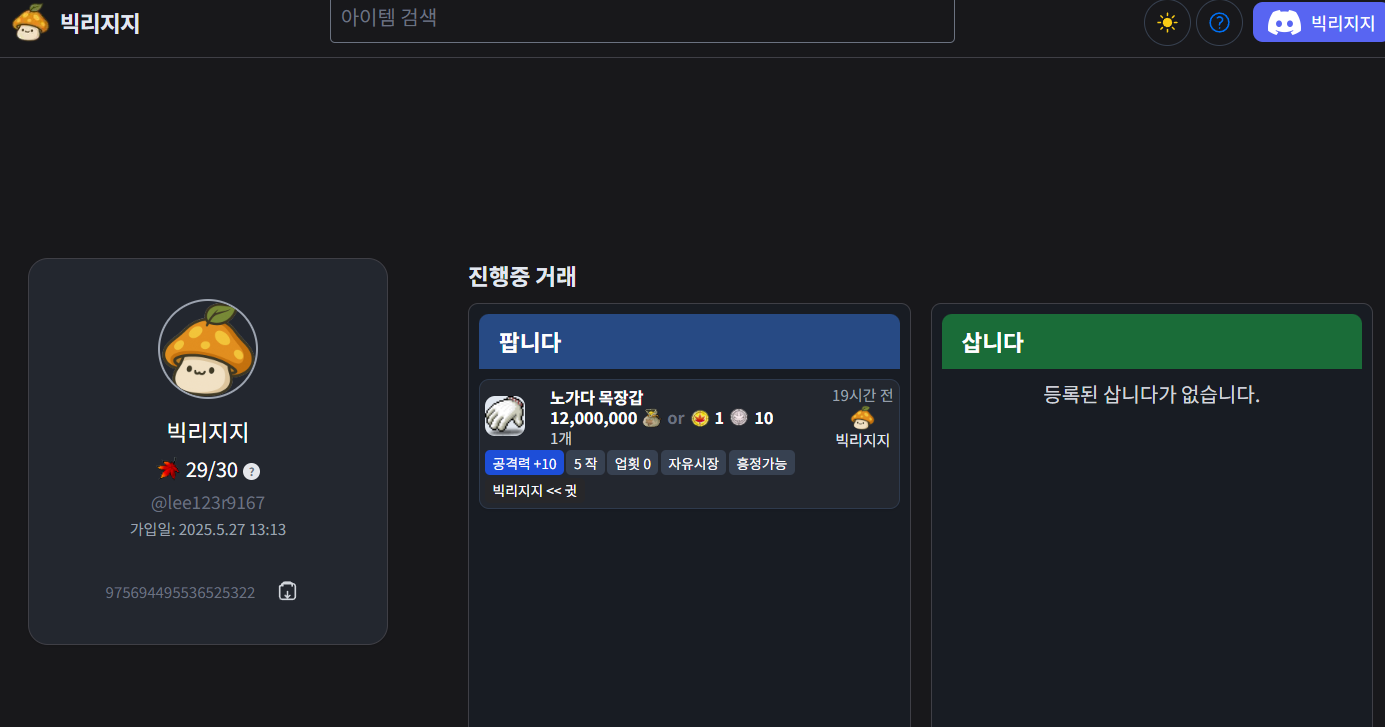 빅리지지
아이템 검색
빅리지지
빅리지지
29/30 ?
@lee123r9167
가입일: 2025.5.27 13:13
975694495536525322
진행중 거래
팝니다
노가다 목장갑
12,000,000 or 1 10
1개
19시간 전
빅리지지
공격력 +10 5 작 업횟 0 자유시장 흥정가능
빅리지지 << 귓
삽니다
등록된 삽니다가 없습니다.